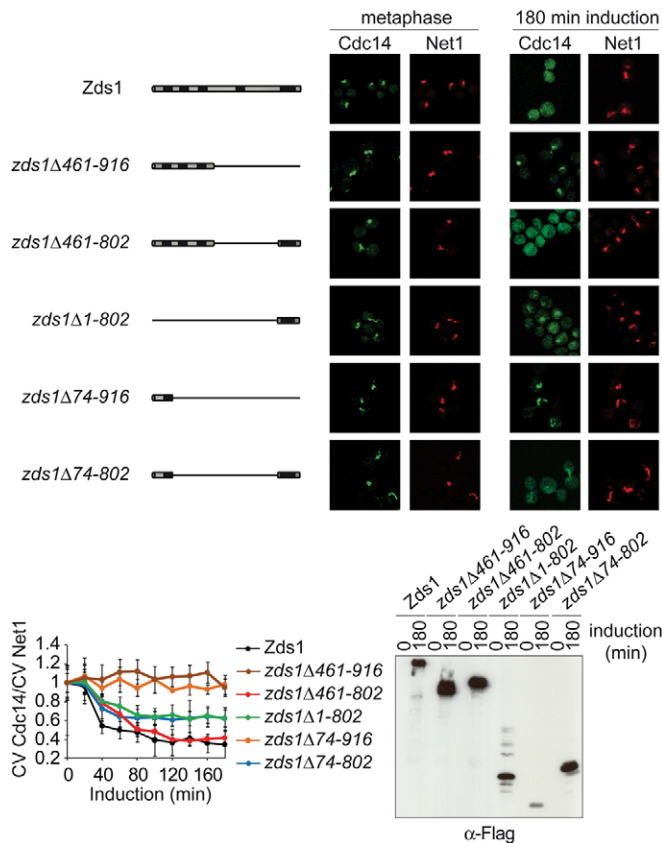 metaphase 180 min induction
Cdc14 Net1 Cdc14 Net1
Zds1
zds1Δ461-916
zds1Δ461-802
zds1Δ1-802
zds1Δ74-916
zds1Δ74-802
Zds1
zds1Δ461-916
zds1Δ461-802
zds1Δ1-802
zds1Δ74-916
zds1Δ74-802
0 180 0 180 0 180 0 180 0 180 0 180 induction (min)
CV Cdc14/CV Net1
1.4
1.2
1
0.8
0.6
0.4
0.2
0 40 80 120 160
Induction (min)
Zds1
zds1Δ461-916
zds1Δ461-802
zds1Δ1-802
zds1Δ74-916
zds1Δ74-802
α-Flag